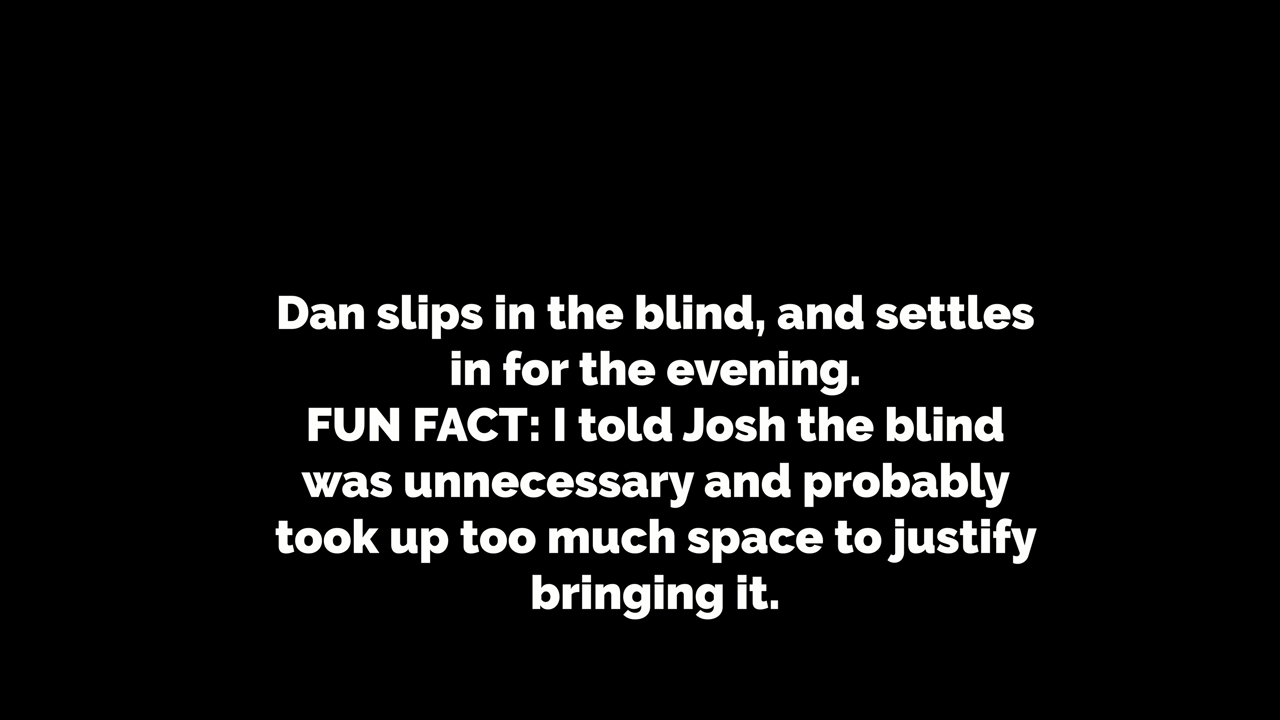 Dan slips in the blind, and settles
in for the evening.
FUN FACT: I told Josh the blind
was unnecessary and probably
took up too much space to justify
bringing it.